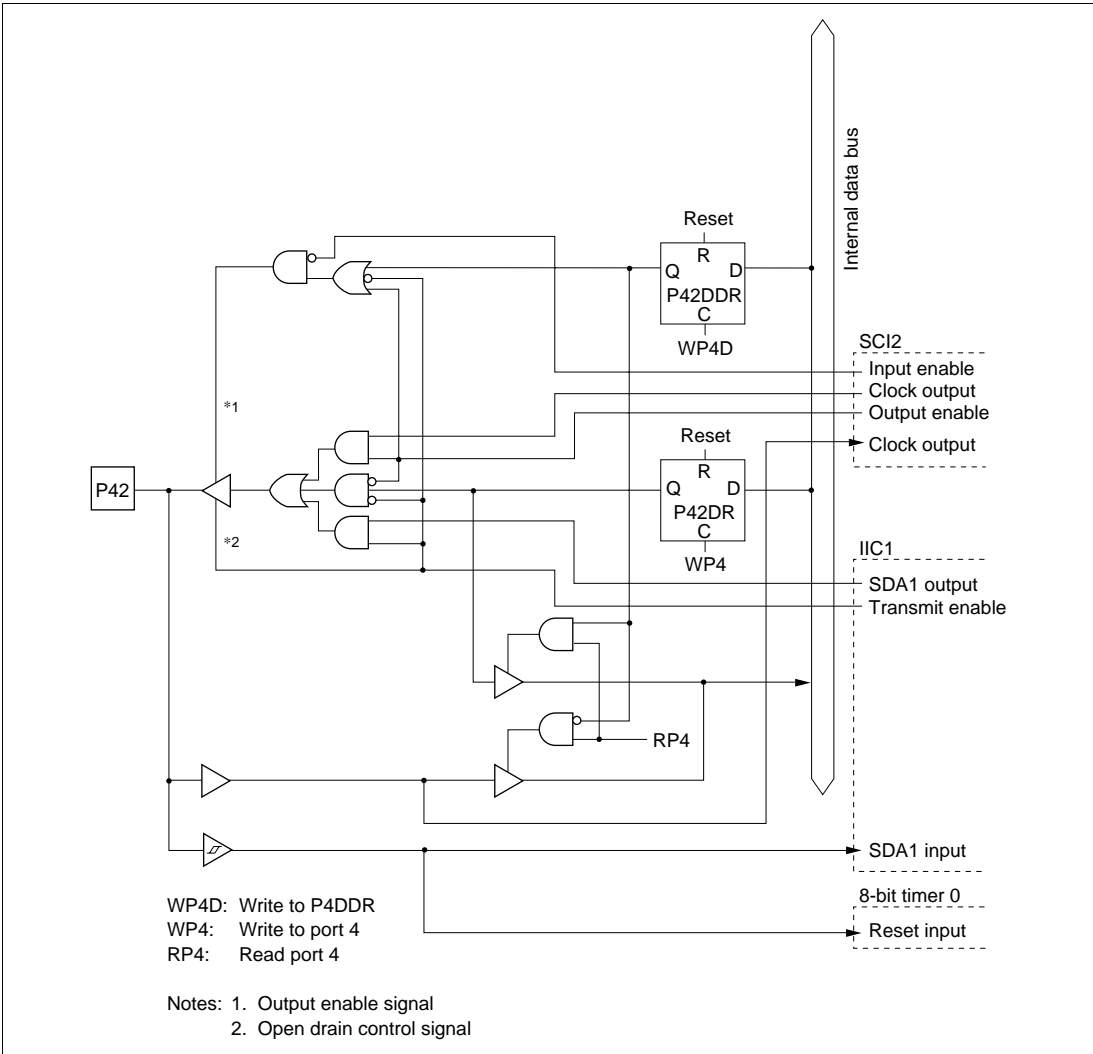 Internal data bus
Reset
R
Q
D
P42DDR
C
WP4D
SCI2
Input enable
Clock output
Output enable
Clock output
*1
Reset
R
Q
D
P42DR
C
WP4
P42
*2
IIC1
SDA1 output
Transmit enable
RP4
SDA1 input
8-bit timer 0
Reset input
WP4D: Write to P4DDR
WP4: Write to port 4
RP4: Read port 4
Notes: 1. Output enable signal
2. Open drain control signal